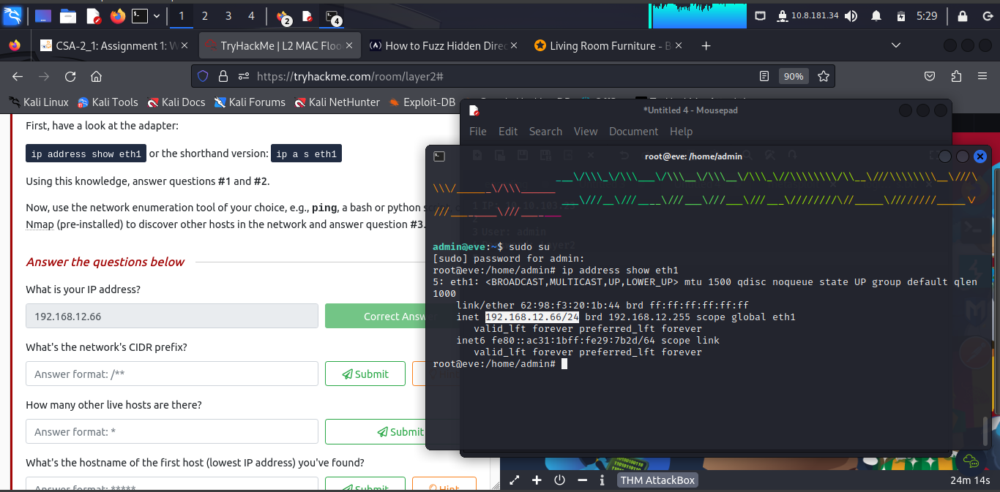 1 2 3 4 2 4 10.8.181.34 5:29
CSA-2_1: Assignment 1: W TryHackMe | L2 MAC Floo How to Fuzz Hidden Direc Living Room Furniture - B
https://tryhackme.com/room/layer2# 90%
Kali Linux Kali Tools Kali Docs Kali Forums Kali NetHunter Exploit-DB
First, have a look at the adapter:
ip address show eth1 or the shorthand version: ip a s eth1
Using this knowledge, answer questions #1 and #2.
Now, use the network enumeration tool of your choice, e.g., ping, a bash or python
Nmap (pre-installed) to discover other hosts in the network and answer question #3.
Answer the questions below
What is your IP address?
192.168.12.66 Correct Answ
What's the network's CIDR prefix?
Answer format: /** Submit
How many other live hosts are there?
Answer format: * Submit
What's the hostname of the first host (lowest IP address) you've found?
Answer format: ***** Submit Hint
*Untitled 4 - Mousepad
File Edit Search View Document Help
root@eve: /home/admin
3 User: admin
admin@eve:~$ sudo su
[sudo] password for admin:
root@eve:/home/admin# ip address show eth1
5: eth1: <BROADCAST,MULTICAST,UP,LOWER_UP> mtu 1500 qdisc noqueue state UP group default qlen
1000
link/ether 62:98:f3:20:1b:44 brd ff:ff:ff:ff:ff:ff
inet 192.168.12.66/24 brd 192.168.12.255 scope global eth1
valid_lft forever preferred_lft forever
inet6 fe80::ac31:1bff:fe29:7b2d/64 scope link
valid_lft forever preferred_lft forever
root@eve:/home/admin#
THM AttackBox 24m 14s